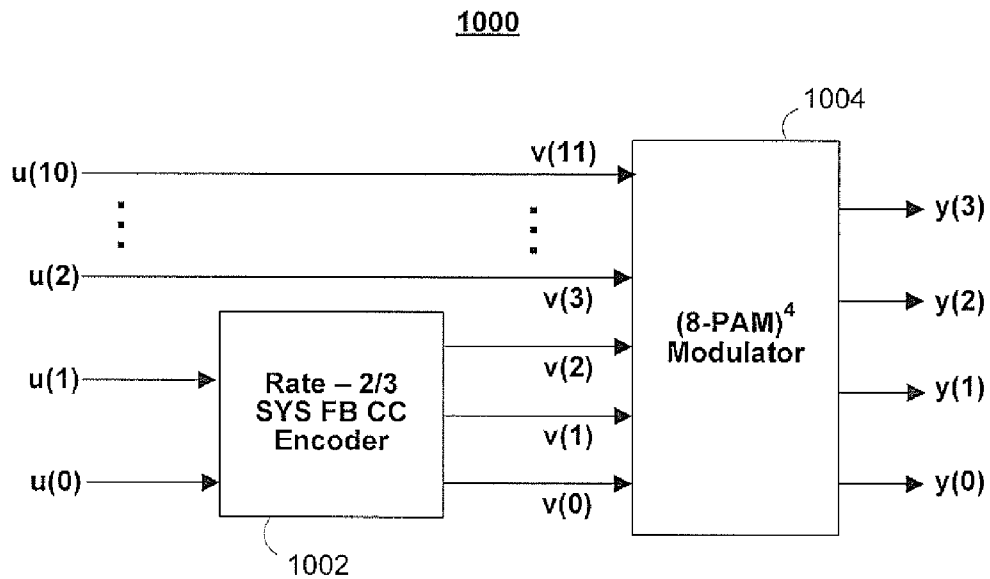 1000
1004
u(10)
v(11)
y(3)
u(2)
v(3)
y(2)
(8-PAM)⁴
Modulator
u(1)
Rate – 2/3
SYS FB CC
Encoder
v(2)
v(1)
y(1)
u(0)
v(0)
y(0)
1002